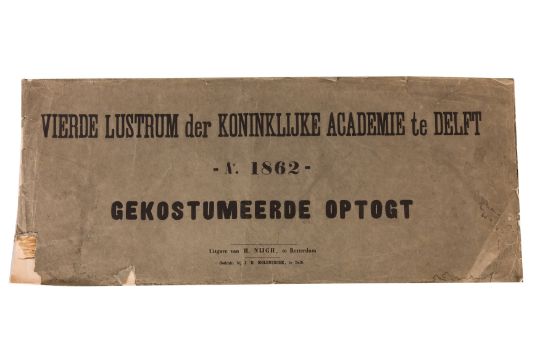 VIERDE LUSTRUM der KONINKLIJKE ACADEMIE te DELFT
- A°. 1862 -
GEKOSTUMEERDE OPTOGT
Uitgave van H. NIJGH, te Rotterdam
Gedrukt bij J. H. MOLENBROEK, te Delft.